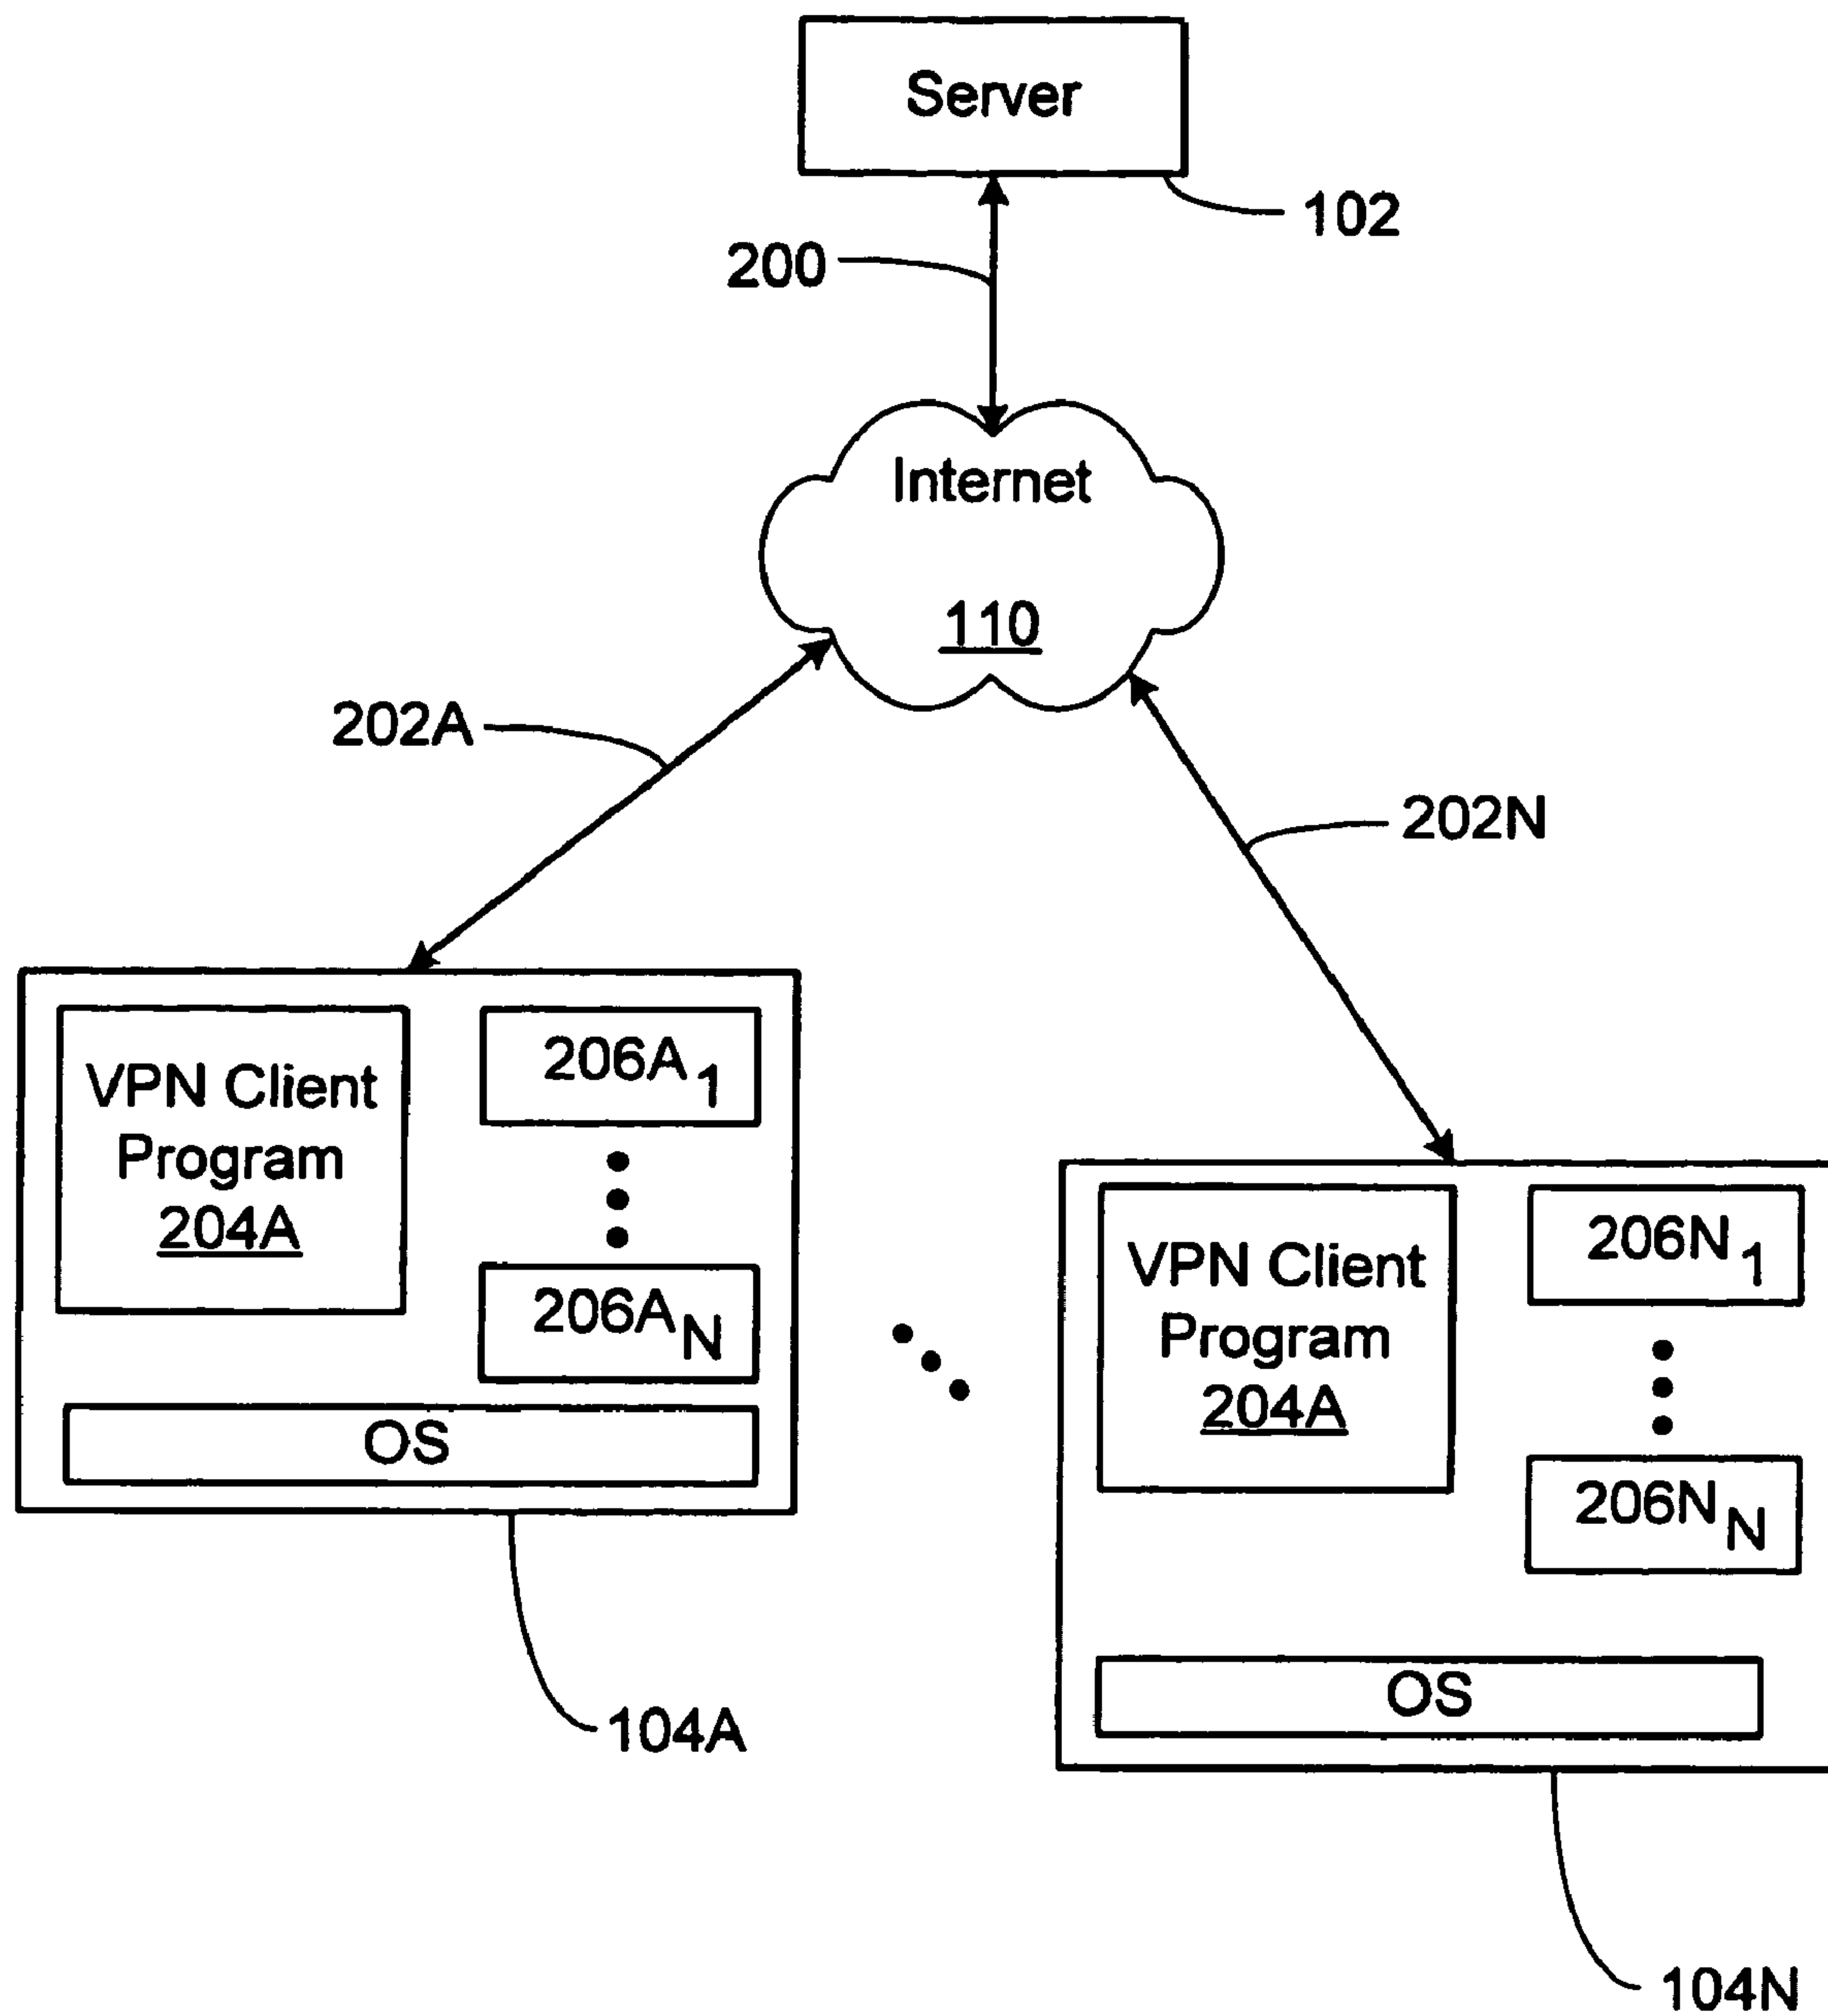 Server
102
200
Internet
110
202A
202N
VPN Client
Program
204A
206A1
206AN
OS
104A
VPN Client
Program
204A
206N1
206NN
OS
104N